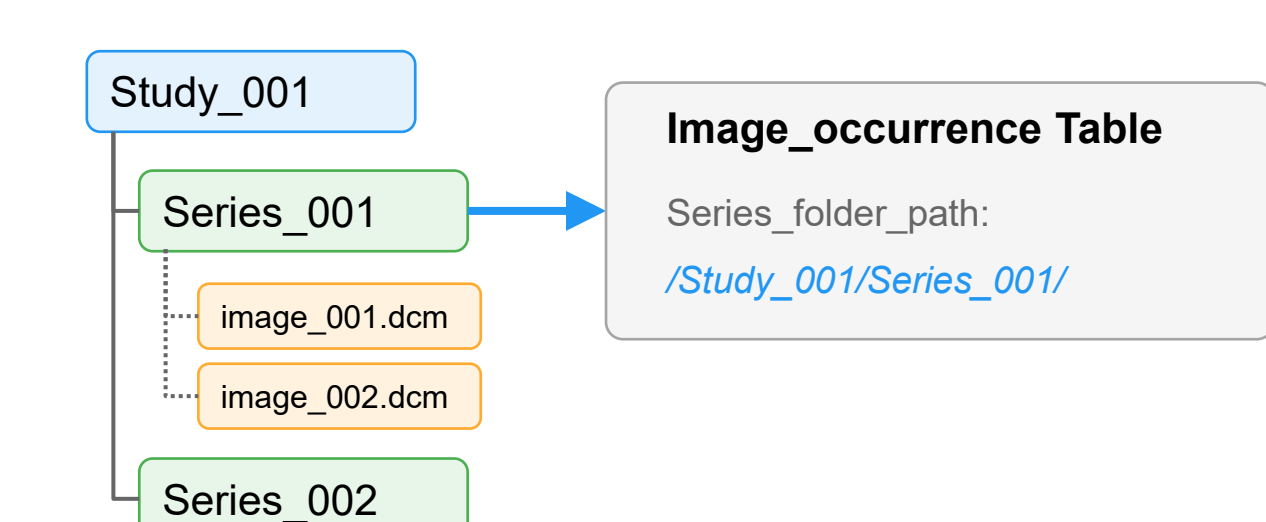 Study_001
Series_001
image_001.dcm
image_002.dcm
Series_002
Image_occurrence Table
Series_folder_path:
/Study_001/Series_001/